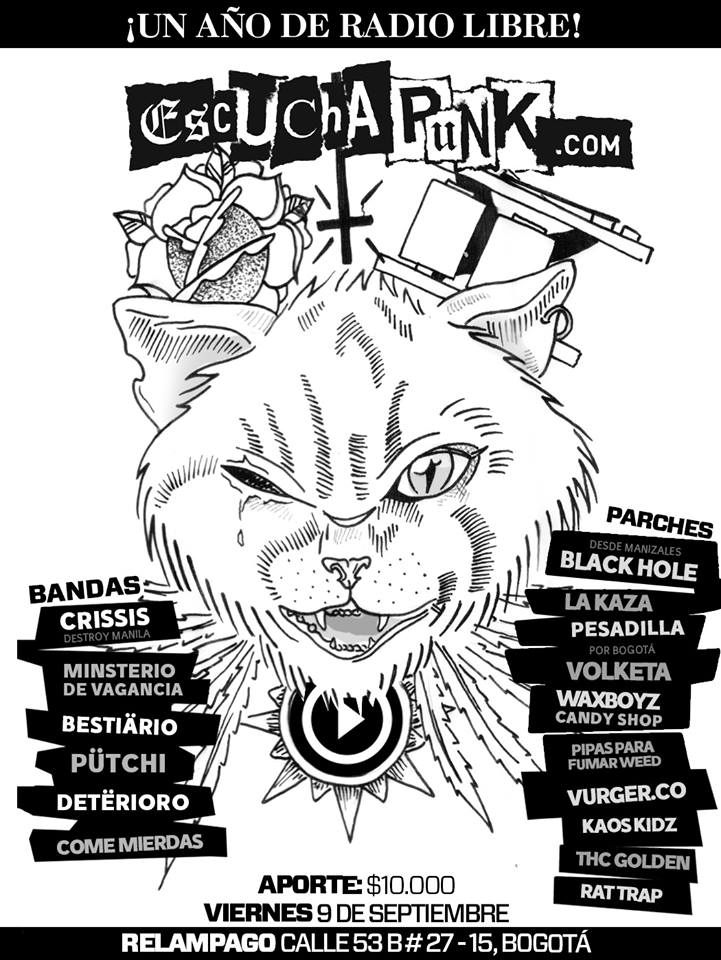 ¡UN AÑO DE RADIO LIBRE!
EsCUChA PuNK .COM
BANDAS:
CRISSIS
DESTROY MANILA
MINSTERIO
DE VAGANCIA
BESTIÄRIO
PÜTCHI
DETËRIORO
COME MIERDAS
PARCHES
DESDE MANIZALES
BLACK HOLE
LA KAZA
PESADILLA
POR BOGOTÁ
VOLKETA
WAXBOYZ
CANDY SHOP
PIPAS PARA
FUMAR WEED
VURGER.CO
KAOS KIDZ
THC GOLDEN
RAT TRAP
APORTE: $10.000
VIERNES 9 DE SEPTIEMBRE
RELAMPAGO CALLE 53 B # 27 - 15, BOGOTÁ